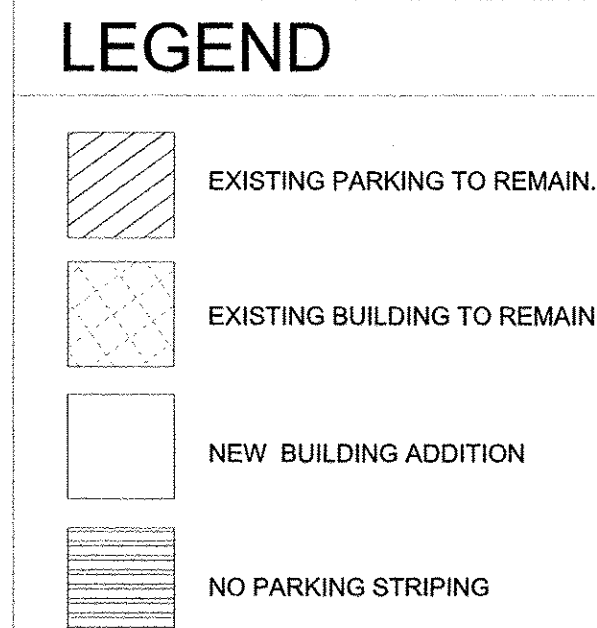 LEGEND
EXISTING PARKING TO REMAIN.
EXISTING BUILDING TO REMAIN
NEW BUILDING ADDITION
NO PARKING STRIPING